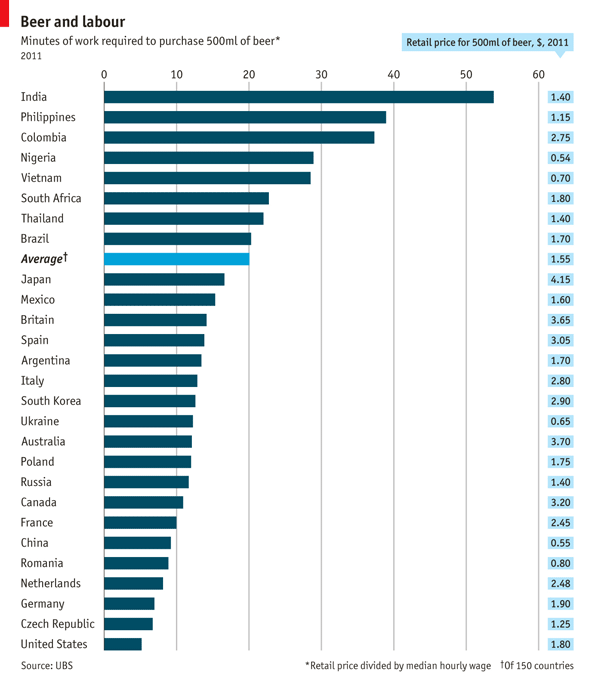 Beer and labour
Minutes of work required to purchase 500ml of beer*
2011
Retail price for 500ml of beer, $, 2011
0 10 20 30 40 50 60
India 1.40
Philippines 1.15
Colombia 2.75
Nigeria 0.54
Vietnam 0.70
South Africa 1.80
Thailand 1.40
Brazil 1.70
Average† 1.55
Japan 4.15
Mexico 1.60
Britain 3.65
Spain 3.05
Argentina 1.70
Italy 2.80
South Korea 2.90
Ukraine 0.65
Australia 3.70
Poland 1.75
Russia 1.40
Canada 3.20
France 2.45
China 0.55
Romania 0.80
Netherlands 2.48
Germany 1.90
Czech Republic 1.25
United States 1.80
Source: UBS *Retail price divided by median hourly wage †Of 150 countries